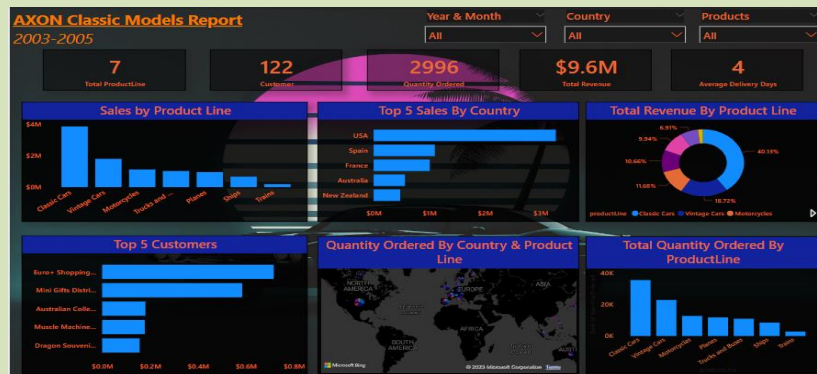 AXON Classic Models Report
2003-2005
Year & Month
All
Country
All
Products
All
7
Total ProductLine
122
Customer
2996
Quantity Ordered
$9.6M
Total Revenue
4
Average Delivery Days
Sales by Product Line
$4M
$2M
$0M
Classic Cars
Vintage Cars
Motorcycles
Trucks and ...
Planes
Ships
Trains
Top 5 Sales By Country
USA
Spain
France
Australia
New Zealand
$0M
$1M
$2M
$3M
Total Revenue By Product Line
6.91%
9.94%
10.66%
11.68%
18.72%
productLine
Classic Cars
Vintage Cars
Motorcycles
Top 5 Customers
Euro+ Shopping...
Mini Gifts Distri...
Australian Colle...
Muscle Machine...
Dragon Souveni...
$0.0M
$0.2M
$0.4M
$0.6M
$0.8M
Quantity Ordered By Country & Product
Line
NORTH
AMERICA
EUROPE
ASIA
AFRICA
SOUTH
AMERICA
Microsoft Bing
© 2023 Microsoft Corporation
Terms
Total Quantity Ordered By
ProductLine
40K
20K
0K
Classic Cars
Vintage Cars
Motorcycles
Planes
Trucks and Buses
Ships
Trains